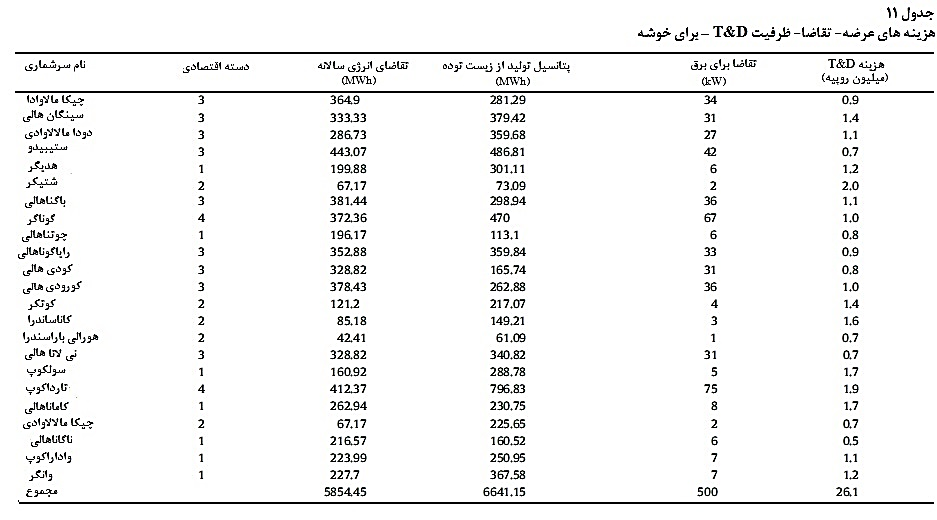 جدول ۱۱
هزینه های عرضه- تقاضا- ظرفیت T&D – برای خوشه
نام سرشماری دسته اقتصادی تقاضای انرژی سالانه (MWh) پتانسیل تولید از زیست توده (MWh) تقاضا برای برق (kW) هزینه T&D (میلیون روپیه)
چیکا مالاوادا 3 364,9 281,29 34 0,9
سینگان هالی 3 333,33 379,42 31 1,4
دودا مالالاوادی 3 286,73 359,68 27 1,1
ستیبیدو 3 443,07 486,81 42 0,7
هدیگر 1 199,88 301,11 6 1,2
شتیکر 2 67,17 73,09 2 2,0
باگناهالی 3 381,44 298,94 36 1,1
گوناگر 4 372,36 470 67 1,0
چوتناهالی 1 196,17 113,1 6 0,8
رایاگوناهالی 3 352,88 359,84 33 0,9
کودی هالی 3 328,82 165,74 31 0,8
کورودی هالی 3 378,43 262,88 36 1,0
کوتکر 2 121,2 217,07 4 1,4
کاناساندرا 2 85,18 149,21 3 1,6
هورالی باراسندرا 2 42,41 61,09 1 0,7
نی لاتا هالی 3 328,82 340,82 31 0,7
سولکوپ 1 160,92 288,78 5 1,7
تارداکوپ 4 412,37 796,83 75 1,9
کاماناهالی 1 262,94 230,75 8 1,7
چیکا مالالاوادی 2 67,17 225,65 2 0,7
ناگاناهالی 1 216,57 160,52 6 0,5
واداراکوپ 1 223,99 250,95 7 1,1
وانگر 1 227,7 367,58 7 1,2
مجموع 5854,45 6641,15 500 26,1